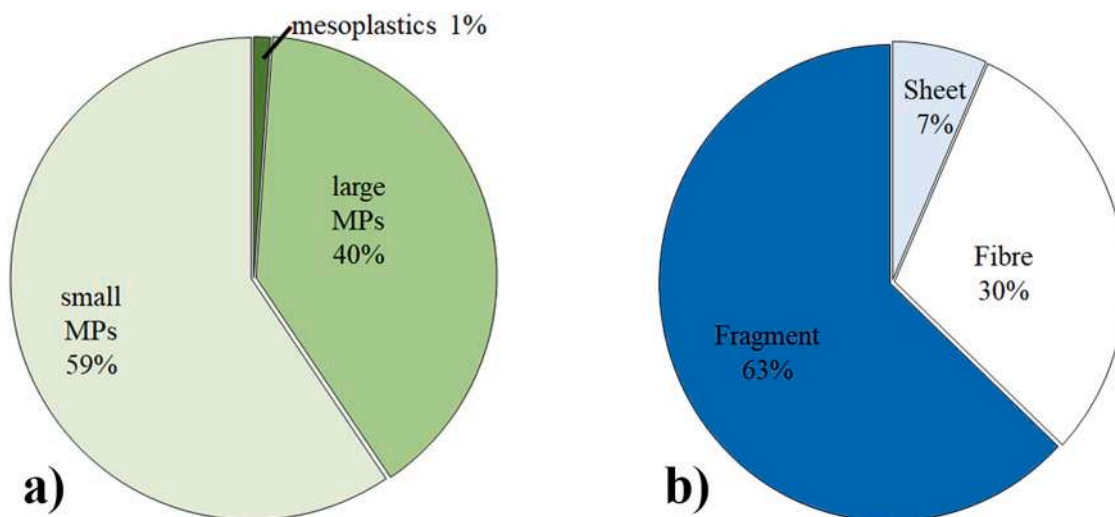 mesoplastics 1%
large
MPs
40%
small
MPs
59%
a)
Sheet
7%
Fibre
30%
Fragment
63%
b)